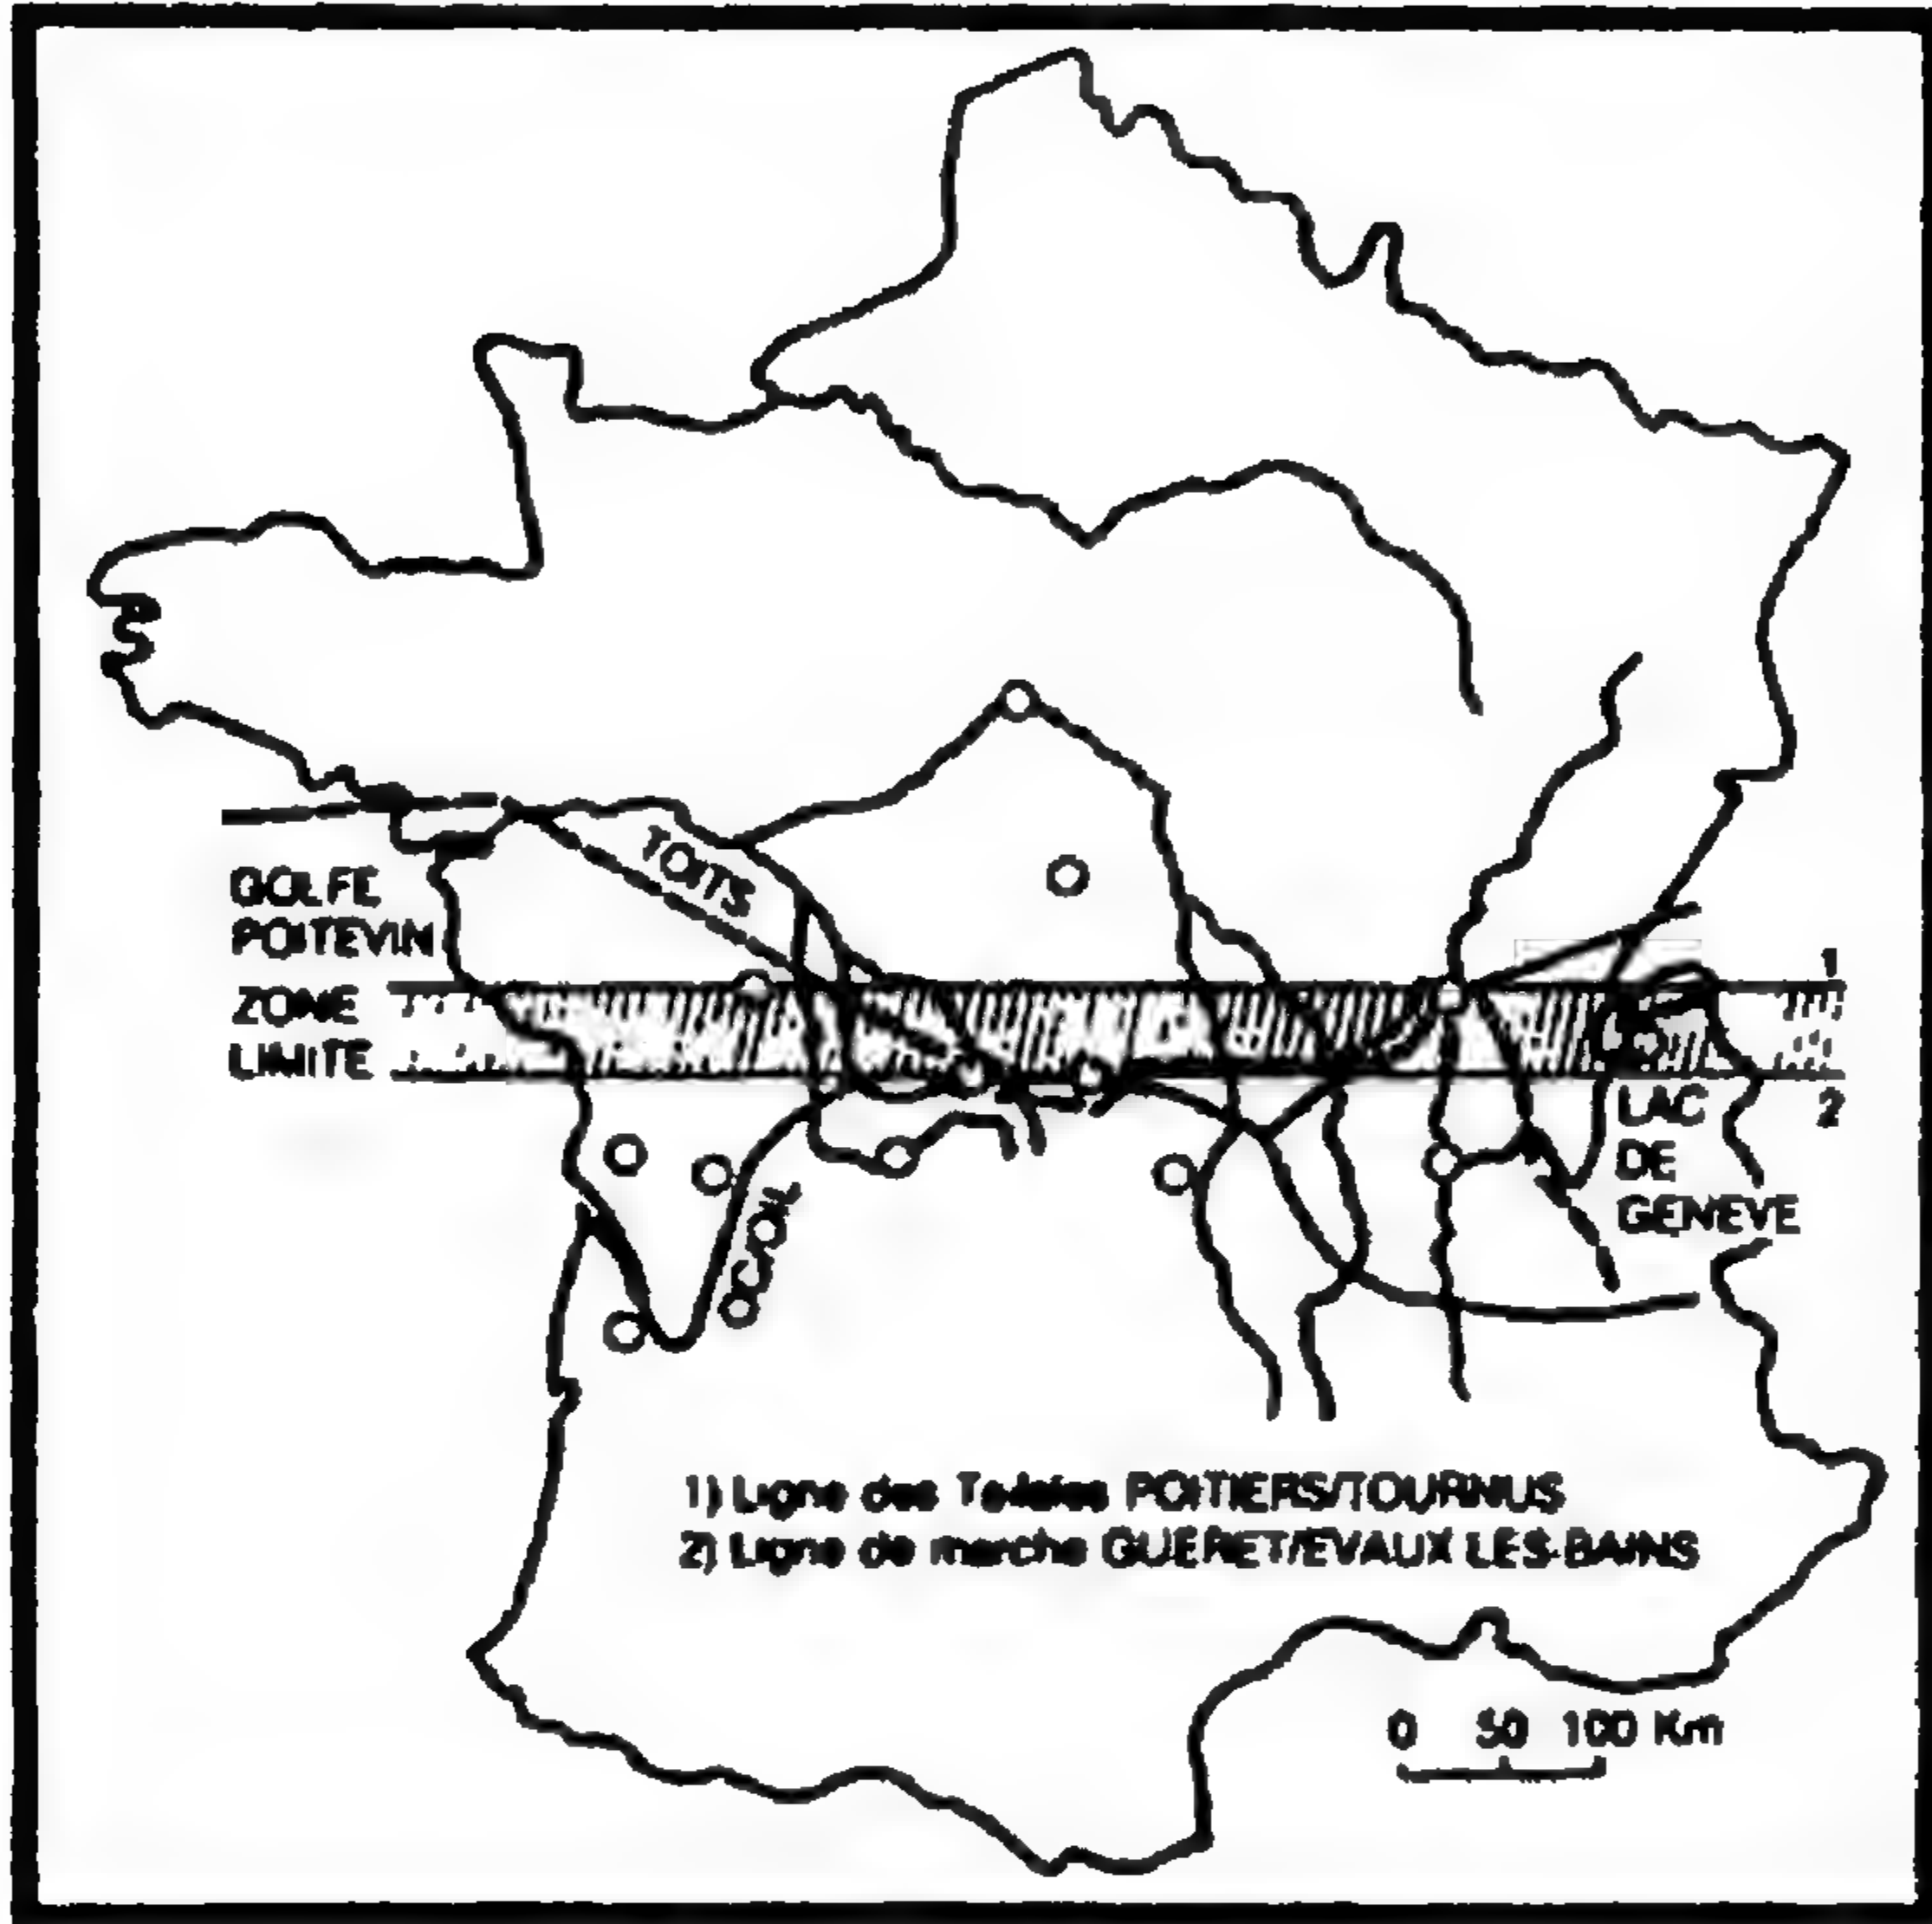 TOITS
GOLFE
POITEVIN
ZONE
LIMITE
1
2
LAC
DE
GENEVE
OC/OIL
1) Ligne des POITIERS/TOURNUS
2) Ligne de marche GUERET/EVAUX LES-BAINS
0 50 100 Km